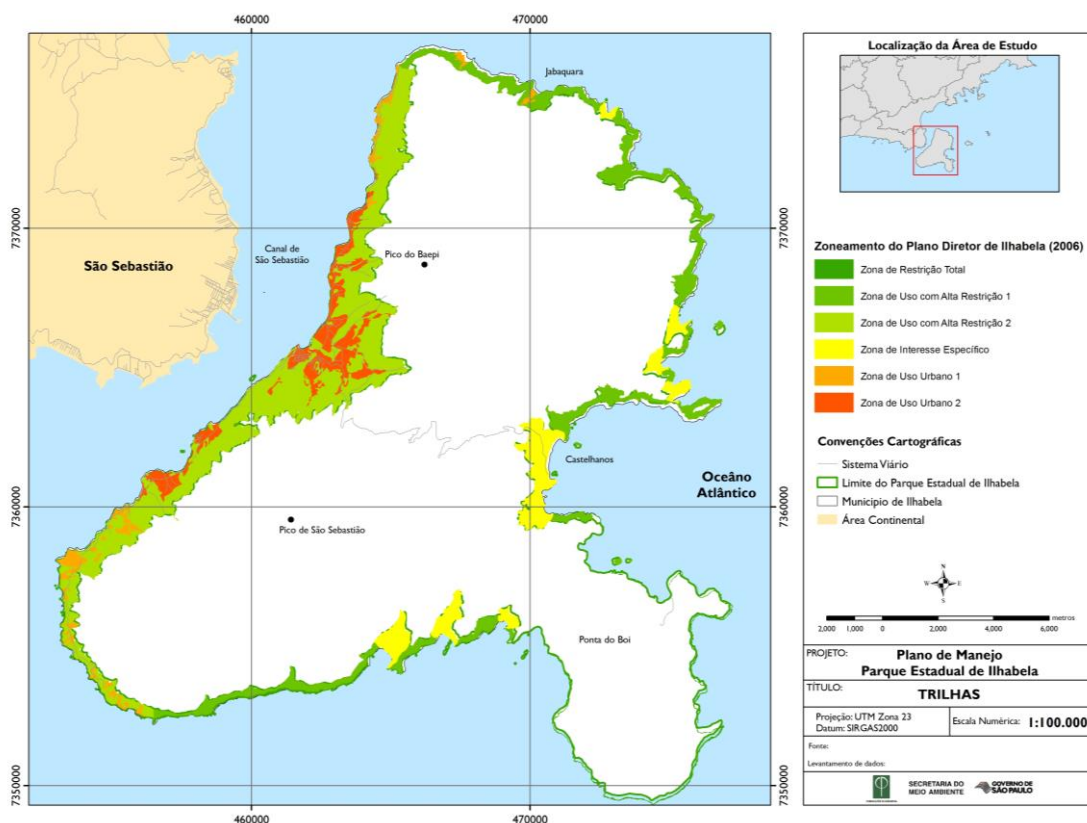 460000
470000
7370000
7360000
7350000
São Sebastião
Canal de
São Sebastião
Jabaquara
Pico do Baepi
Castelhanos
Oceâno
Atlântico
Pico de São Sebastião
Ponta do Boi
7370000
7360000
7350000
460000
470000
Localização da Área de Estudo
Zoneamento do Plano Diretor de Ilhabela (2006)
Zona de Restrição Total
Zona de Uso com Alta Restrição 1
Zona de Uso com Alta Restrição 2
Zona de Interesse Específico
Zona de Uso Urbano 1
Zona de Uso Urbano 2
Convenções Cartográficas
Sistema Viário
Limite do Parque Estadual de Ilhabela
Municipio de Ilhabela
Área Continental
N
W E
S
2,000 1,000 0 2,000 4,000 6,000 metros
PROJETO: Plano de Manejo
Parque Estadual de Ilhabela
TÍTULO:
TRILHAS
Projeção: UTM Zona 23
Datum: SIRGAS2000
Escala Numérica: 1:100.000
Fonte:
Levantamento de dados:
SECRETARIA DO
MEIO AMBIENTE
GOVERNO DE
SÃO PAULO